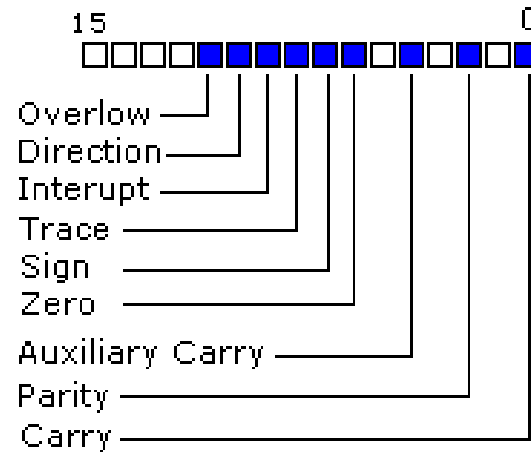 15 0
Overlow
Direction
Interupt
Trace
Sign
Zero
Auxiliary Carry
Parity
Carry